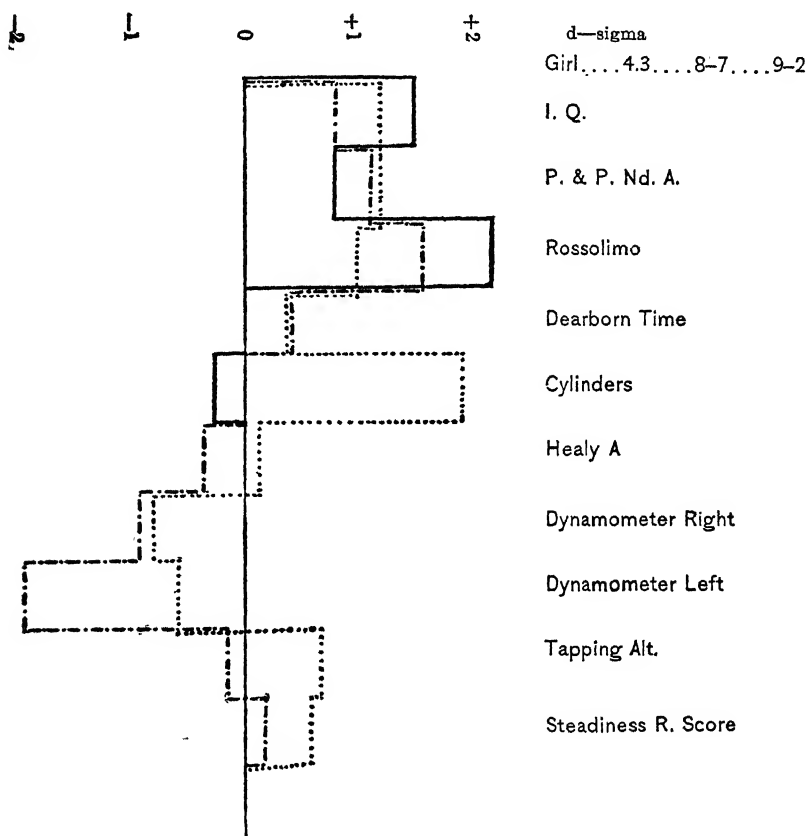 −2.
−1
0
+1
+2
d—sigma
Girl....4.3....8-7....9-2
I. Q.
P. & P. Nd. A.
Rossolimo
Dearborn Time
Cylinders
Healy A
Dynamometer Right
Dynamometer Left
Tapping Alt.
Steadiness R. Score